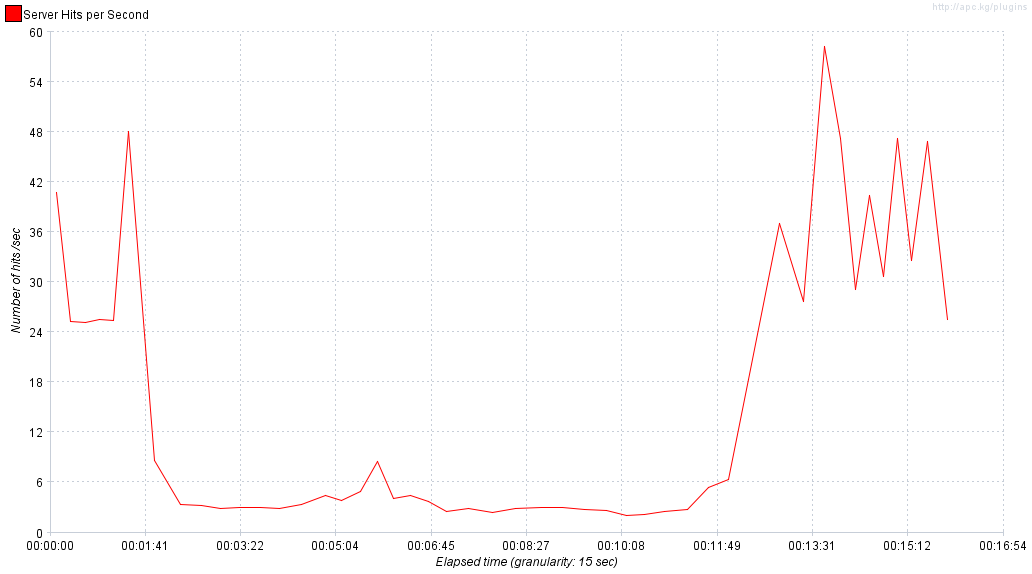 http://apc.kg/plugins
Server Hits per Second
60
54
48
42
36
30
24
18
12
6
0
Number of hits /sec
00:00:00 00:01:41 00:03:22 00:05:04 00:06:45 00:08:27 00:10:08 00:11:49 00:13:31 00:15:12 00:16:54
Elapsed time (granularity: 15 sec)